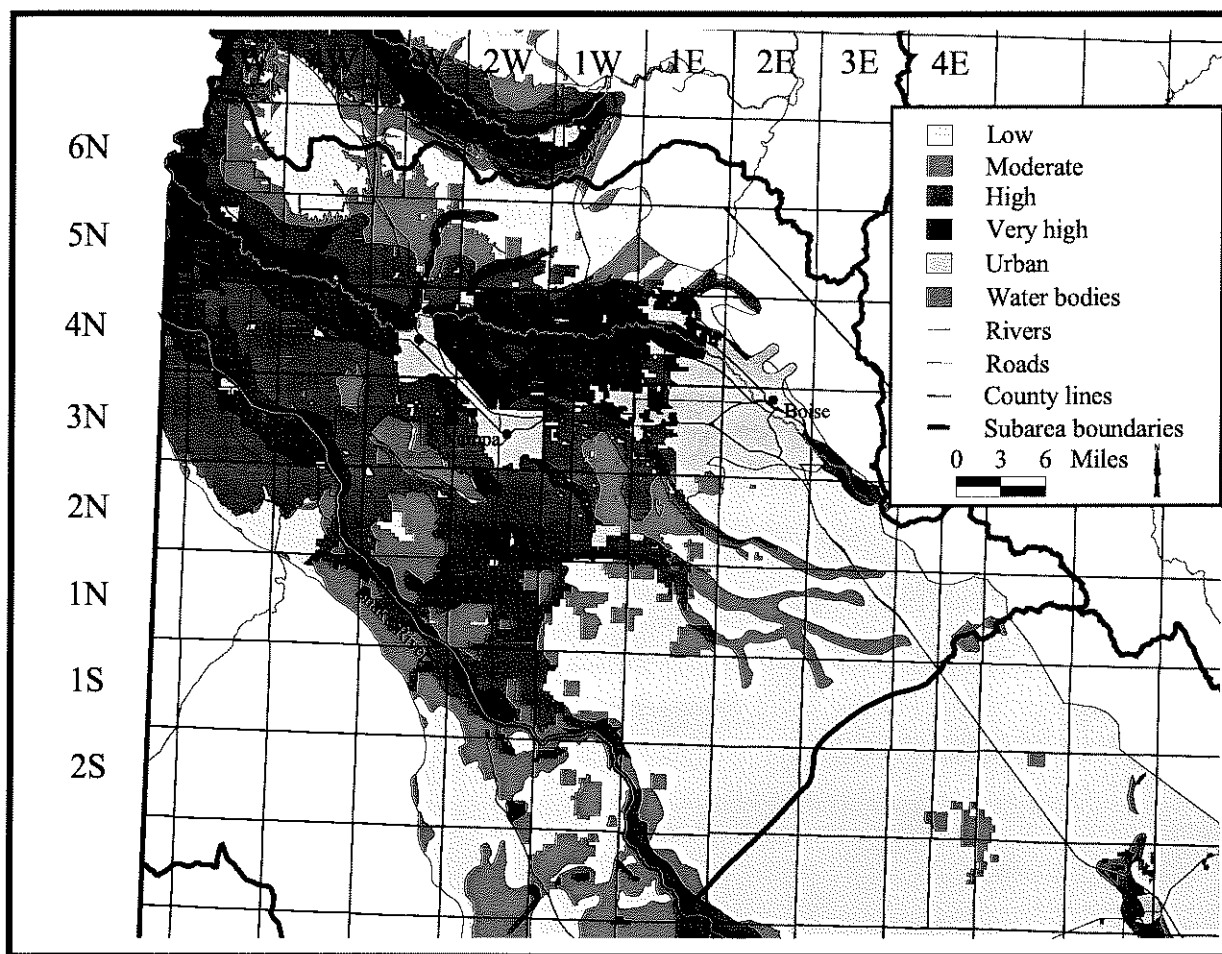 W W 2W 1W 1E 2E 3E 4E
6N
5N
4N
3N
2N
1N
1S
2S
Boise
Low
Moderate
High
Very high
Urban
Water bodies
Rivers
Roads
County lines
Subarea boundaries
0 3 6 Miles
N